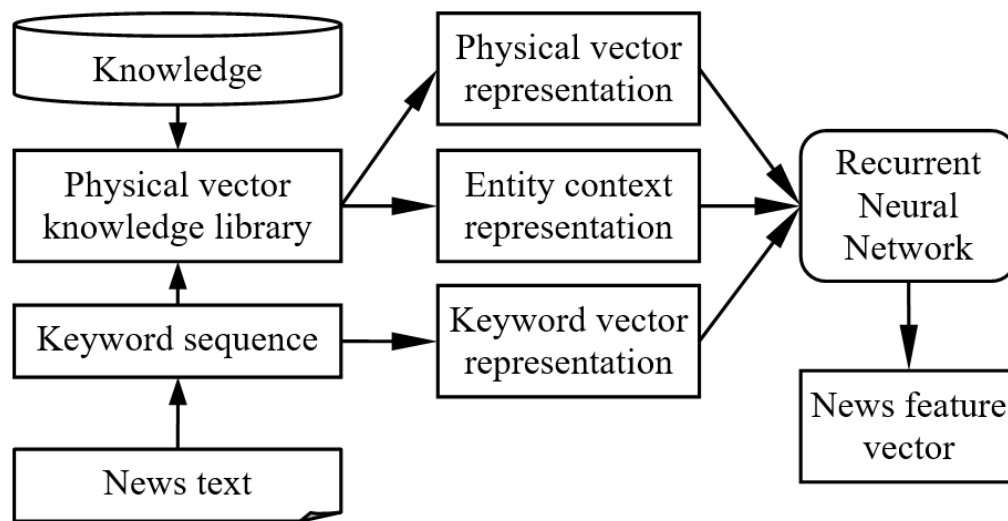 Knowledge
Physical vector
knowledge library
Keyword sequence
News text
Physical vector
representation
Entity context
representation
Keyword vector
representation
Recurrent
Neural
Network
News feature
vector